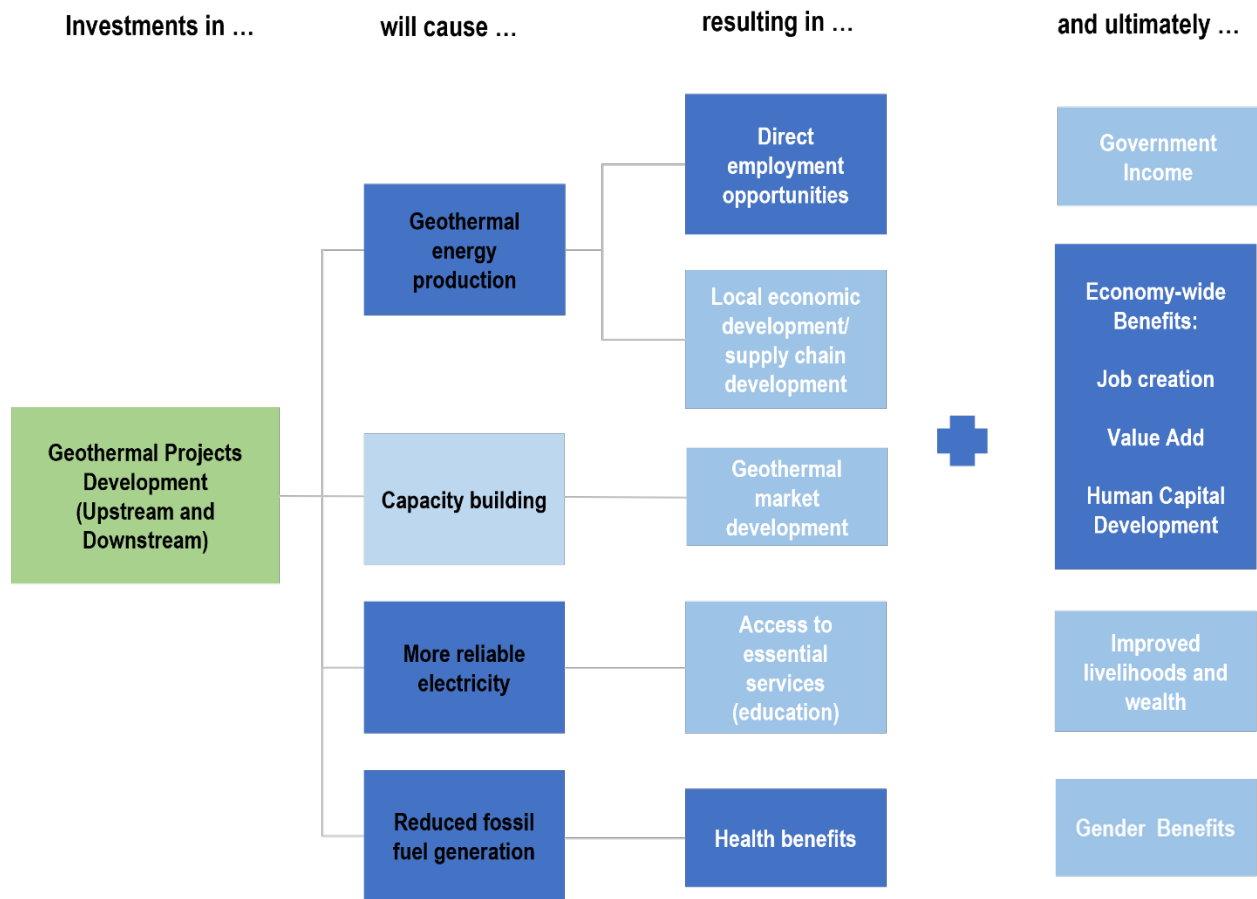 Investments in …
will cause …
resulting in …
and ultimately …
Geothermal Projects
Development
(Upstream and
Downstream)
Geothermal
energy
production
Capacity building
More reliable
electricity
Reduced fossil
fuel generation
Direct
employment
opportunities
Local economic
development/
supply chain
development
Geothermal
market
development
Access to
essential
services
(education)
Health benefits
Government
Income
Economy-wide
Benefits:
Job creation
Value Add
Human Capital
Development
Improved
livelihoods and
wealth
Gender Benefits